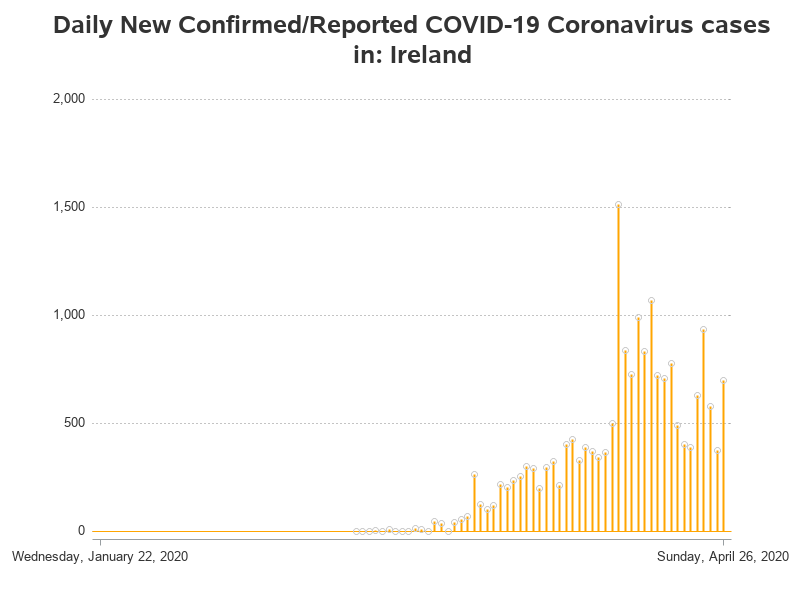 Daily New Confirmed/Reported COVID-19 Coronavirus cases
in: Ireland
2,000
1,500
1,000
500
0
Wednesday, January 22, 2020
Sunday, April 26, 2020